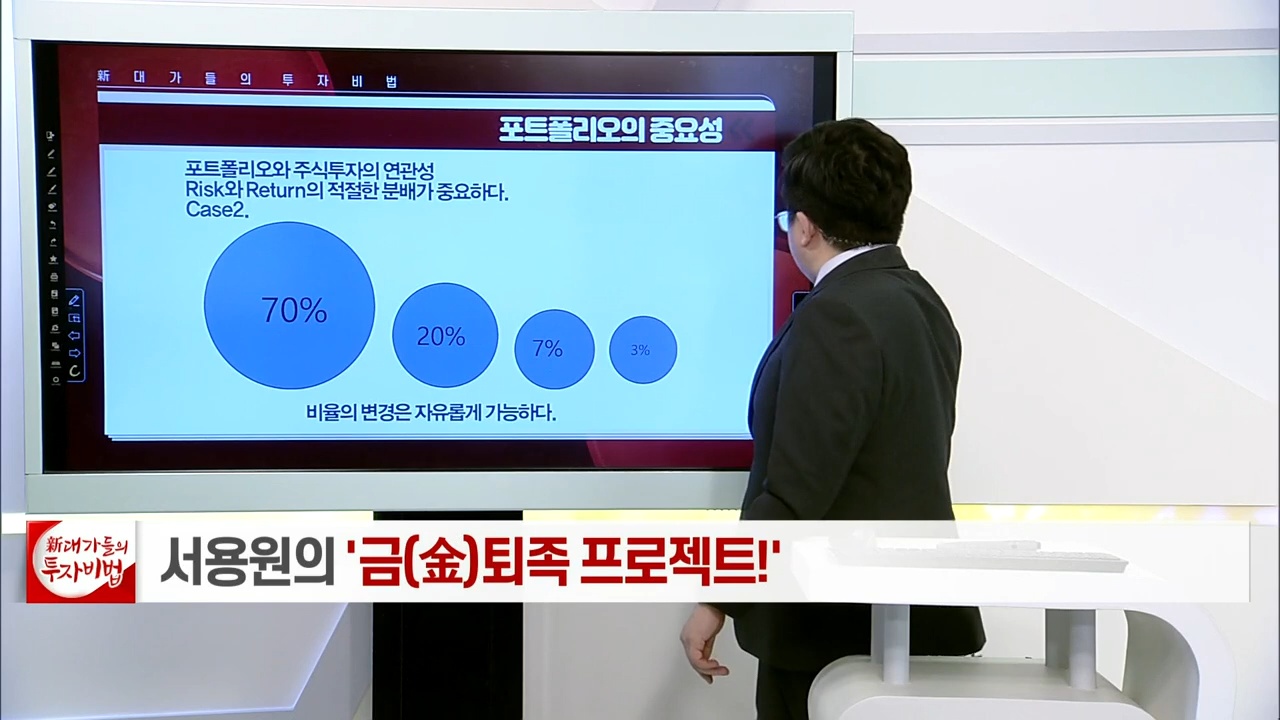 新 대 가 들 의 투 자 비 법
포트폴리오의 중요성
포트폴리오와 주식투자의 연관성
Risk와 Return의 적절한 분배가 중요하다.
Case2.
70%
20%
7%
3%
비율의 변경은 자유롭게 가능하다.
新대가들의
투자비법
서용원의 '금(金)퇴족 프로젝트!'